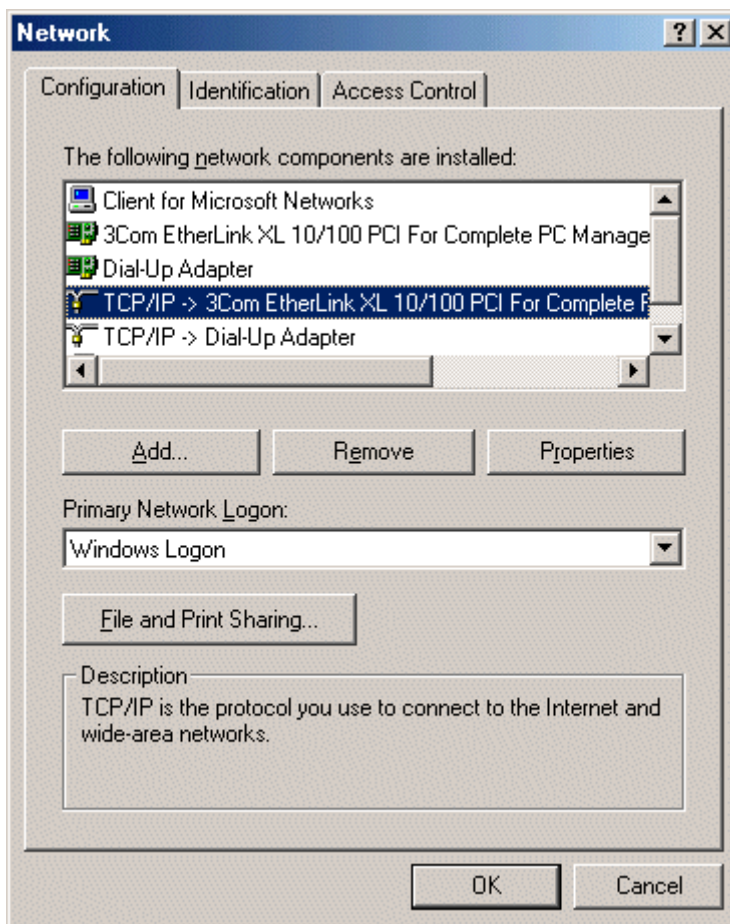 Network
Configuration Identification Access Control
The following network components are installed:
Client for Microsoft Networks
3Com EtherLink XL 10/100 PCI For Complete PC Manage
Dial-Up Adapter
TCP/IP -> 3Com EtherLink XL 10/100 PCI For Complete
TCP/IP -> Dial-Up Adapter
Add... Remove Properties
Primary Network Logon:
Windows Logon
File and Print Sharing...
Description
TCP/IP is the protocol you use to connect to the Internet and
wide-area networks.
OK Cancel